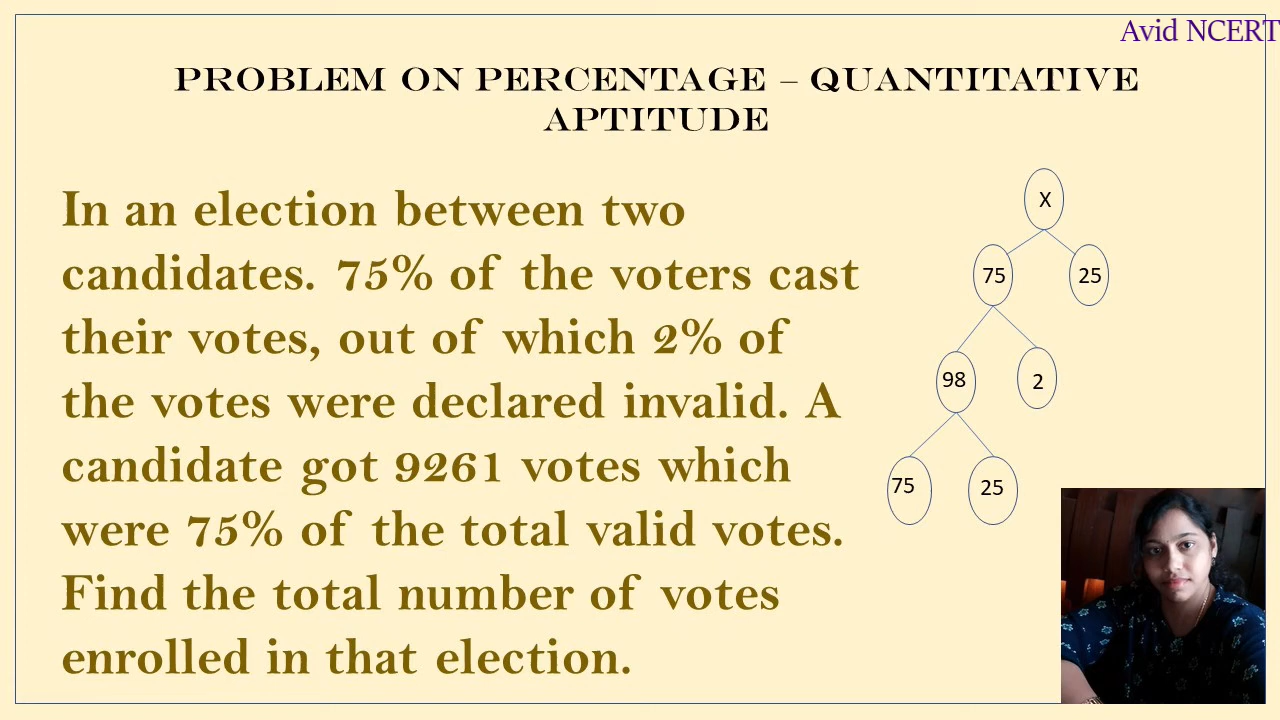 Avid NCERT
PROBLEM ON PERCENTAGE – QUANTITATIVE
APTITUDE
In an election between two
candidates. 75% of the voters cast
their votes, out of which 2% of
the votes were declared invalid. A
candidate got 9261 votes which
were 75% of the total valid votes.
Find the total number of votes
enrolled in that election.
X
75
25
98
2
75
25